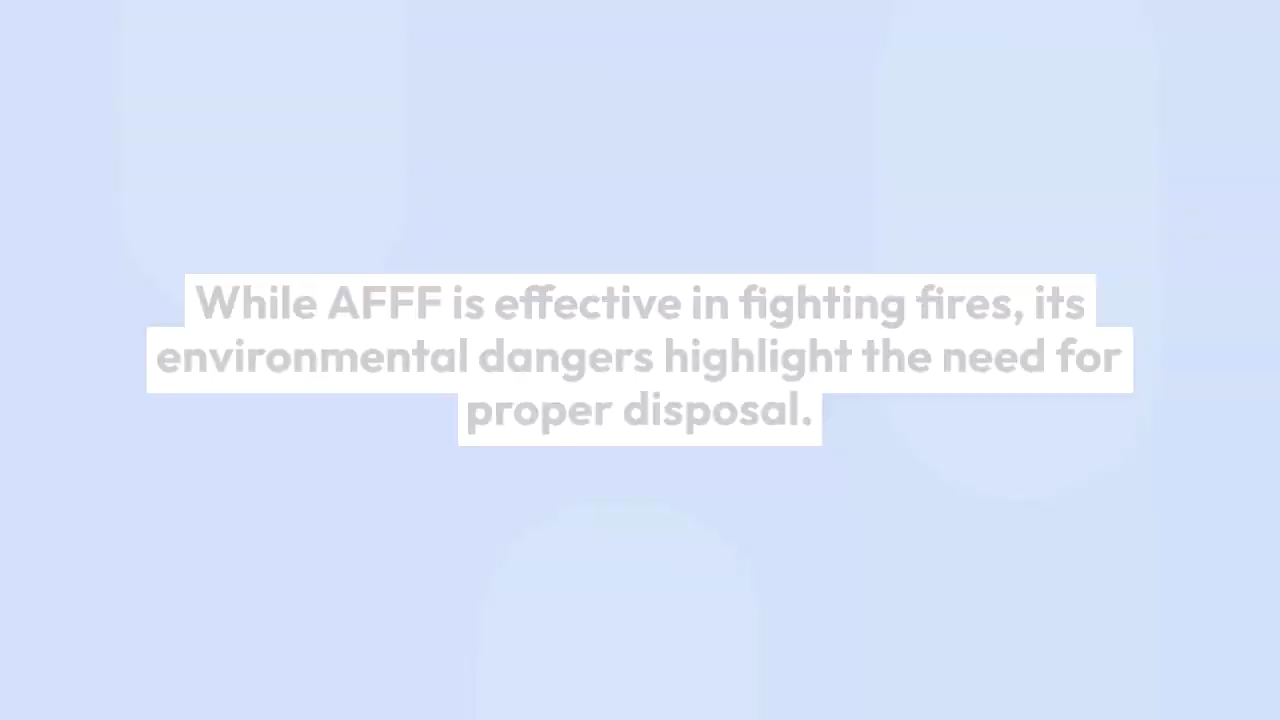 While AFFF is effective in fighting fires, its
environmental dangers highlight the need for
proper disposal.